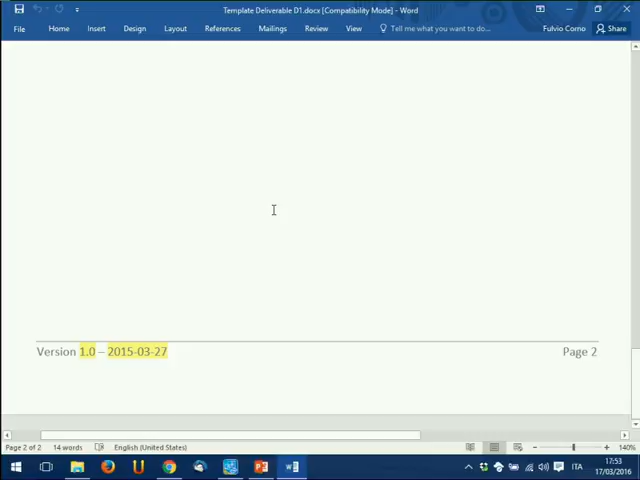 Template Deliverable D1.docx [Compatibility Mode] - Word
File Home Insert Design Layout References Mailings Review View Tell me what you want to do... Fulvio Corno Share
Version 1.0 – 2015-03-27 Page 2
Page 2 of 2 14 words English (United States) 140%
ITA 17:53
17/03/2016